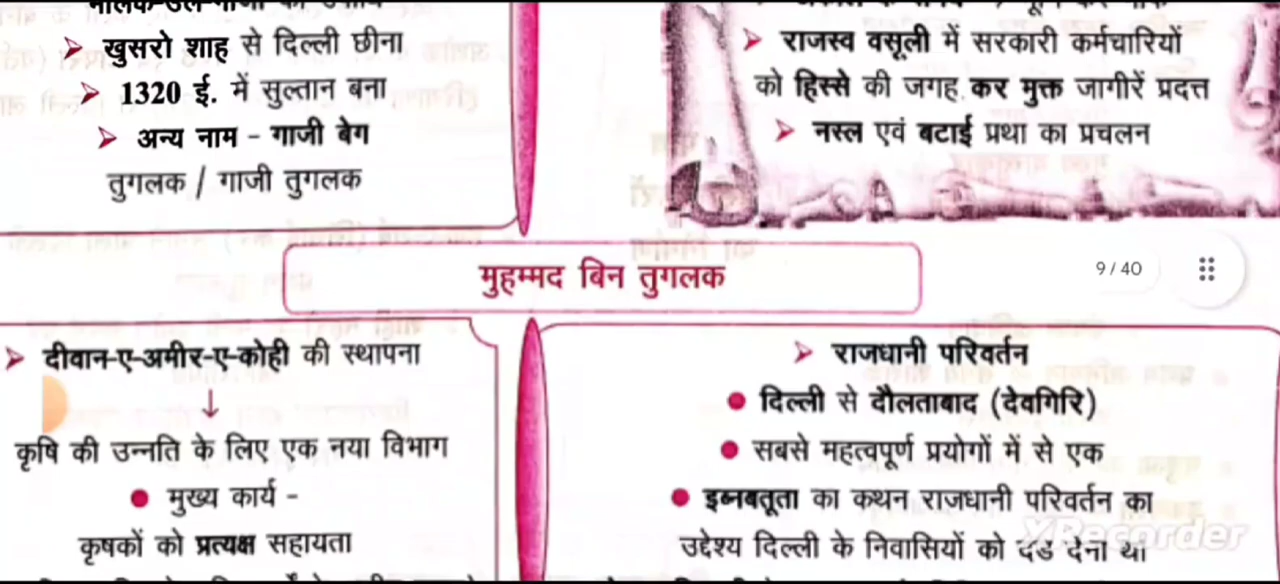 खुसरो शाह से दिल्ली छीना
1320 ई. में सुल्तान बना
अन्य नाम - गाजी बेग
तुगलक / गाजी तुगलक
राजस्व वसूली में सरकारी कर्मचारियों
को हिस्से की जगह कर मुक्त जागीरें प्रदत्त
नस्ल एवं बटाई प्रथा का प्रचलन
मुहम्मद बिन तुगलक
9 / 40
दीवान-ए-अमीर-ए-कोही की स्थापना
↓
कृषि की उन्नति के लिए एक नया विभाग
● मुख्य कार्य -
कृषकों को प्रत्यक्ष सहायता
राजधानी परिवर्तन
● दिल्ली से दौलताबाद (देवगिरि)
● सबसे महत्वपूर्ण प्रयोगों में से एक
● इब्नबतूता का कथन राजधानी परिवर्तन का
उद्देश्य दिल्ली के निवासियों को दंड देना था
XRecorder